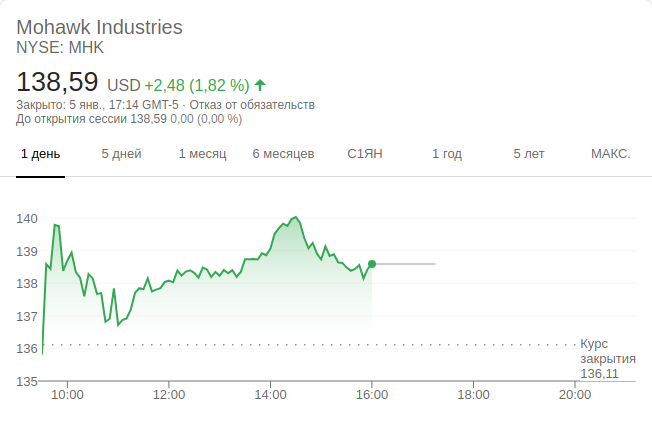 Mohawk Industries
NYSE: MHK
138,59 USD +2,48 (1,82 %)
Закрыто: 5 янв., 17:14 GMT-5 · Отказ от обязательств
До открытия сессии 138,59 0,00 (0,00 %)
1 день 5 дней 1 месяц 6 месяцев С1ЯН 1 год 5 лет МАКС.
140
139
138
137
136
Курс
закрытия
136,11
135
10:00 12:00 14:00 16:00 18:00 20:00